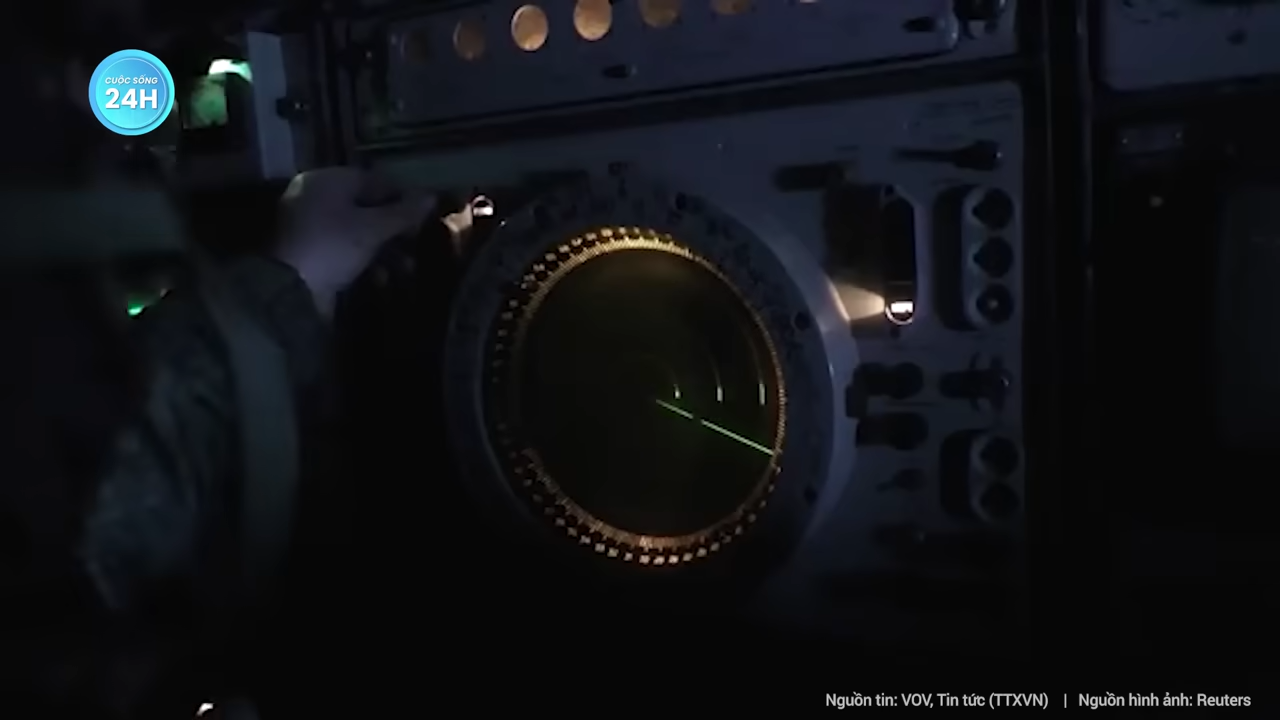 CUỘC SỐNG
24H
Nguồn tin: VOV, Tin tức (TTXVN) | Nguồn hình ảnh: Reuters